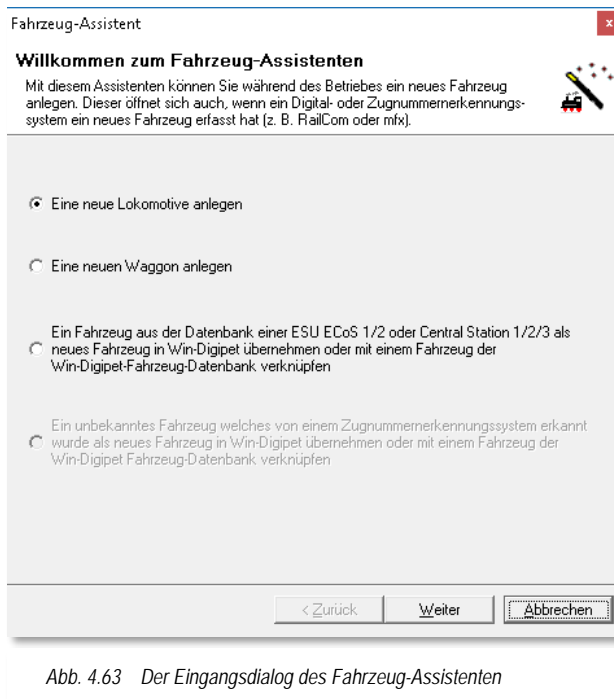 Fahrzeug-Assistent
x
Willkommen zum Fahrzeug-Assistenten
Mit diesem Assistenten können Sie während des Betriebes ein neues Fahrzeug
anlegen. Dieser öffnet sich auch, wenn ein Digital- oder Zugnummernerkennungs-
system ein neues Fahrzeug erfasst hat (z. B. RailCom oder mfx).
Eine neue Lokomotive anlegen
Eine neuen Waggon anlegen
Ein Fahrzeug aus der Datenbank einer ESU ECoS 1/2 oder Central Station 1/2/3 als
neues Fahrzeug in Win-Digipet übernehmen oder mit einem Fahrzeug der
Win-Digipet-Fahrzeug-Datenbank verknüpfen
Ein unbekanntes Fahrzeug welches von einem Zugnummernerkennungssystem erkannt
wurde als neues Fahrzeug in Win-Digipet übernehmen oder mit einem Fahrzeug der
Win-Digipet Fahrzeug-Datenbank verknüpfen
< Zurück Weiter Abbrechen
Abb. 4.63 Der Eingangsdialog des Fahrzeug-Assistenten